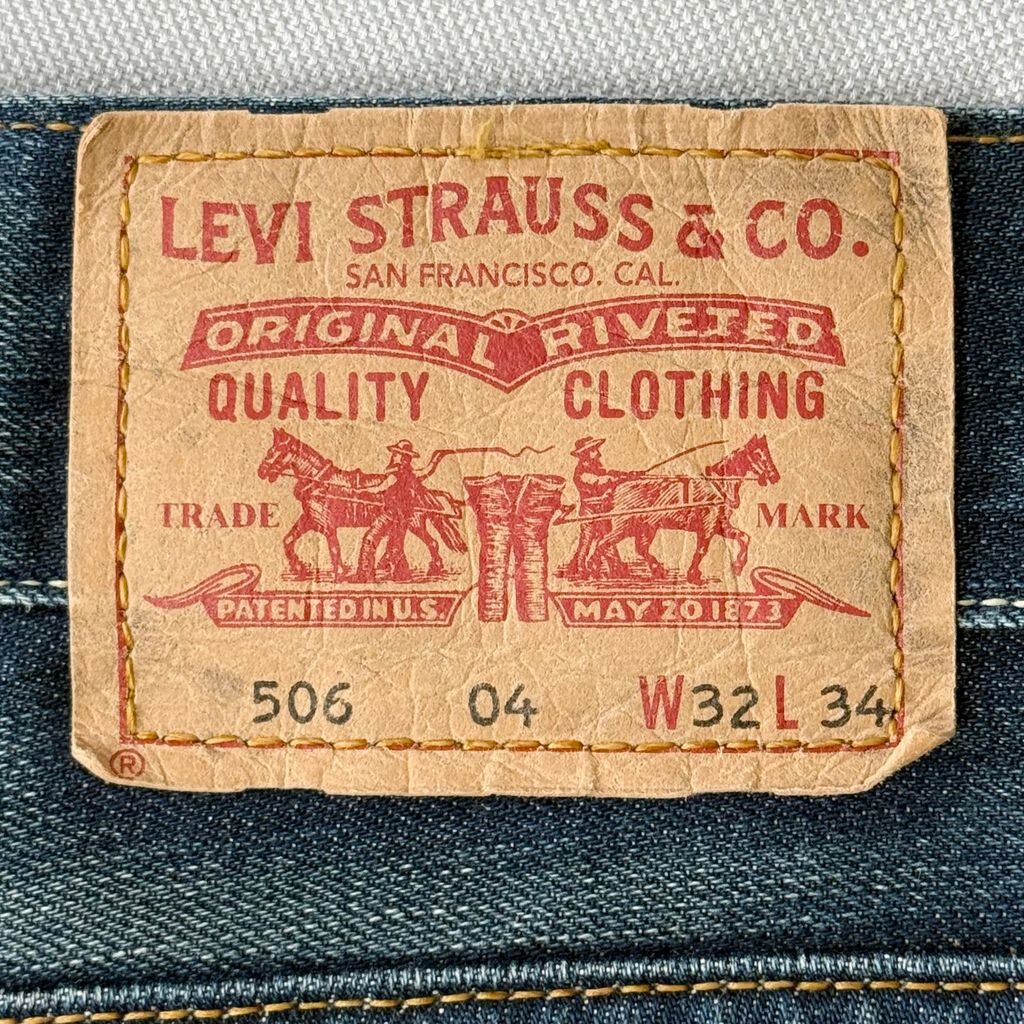 LEVI STRAUSS & CO.
SAN FRANCISCO. CAL.
ORIGINAL RIVETED
QUALITY CLOTHING
TRADE MARK
PATENTED IN U.S. MAY 20 1873
506 04 W32 L 34
®